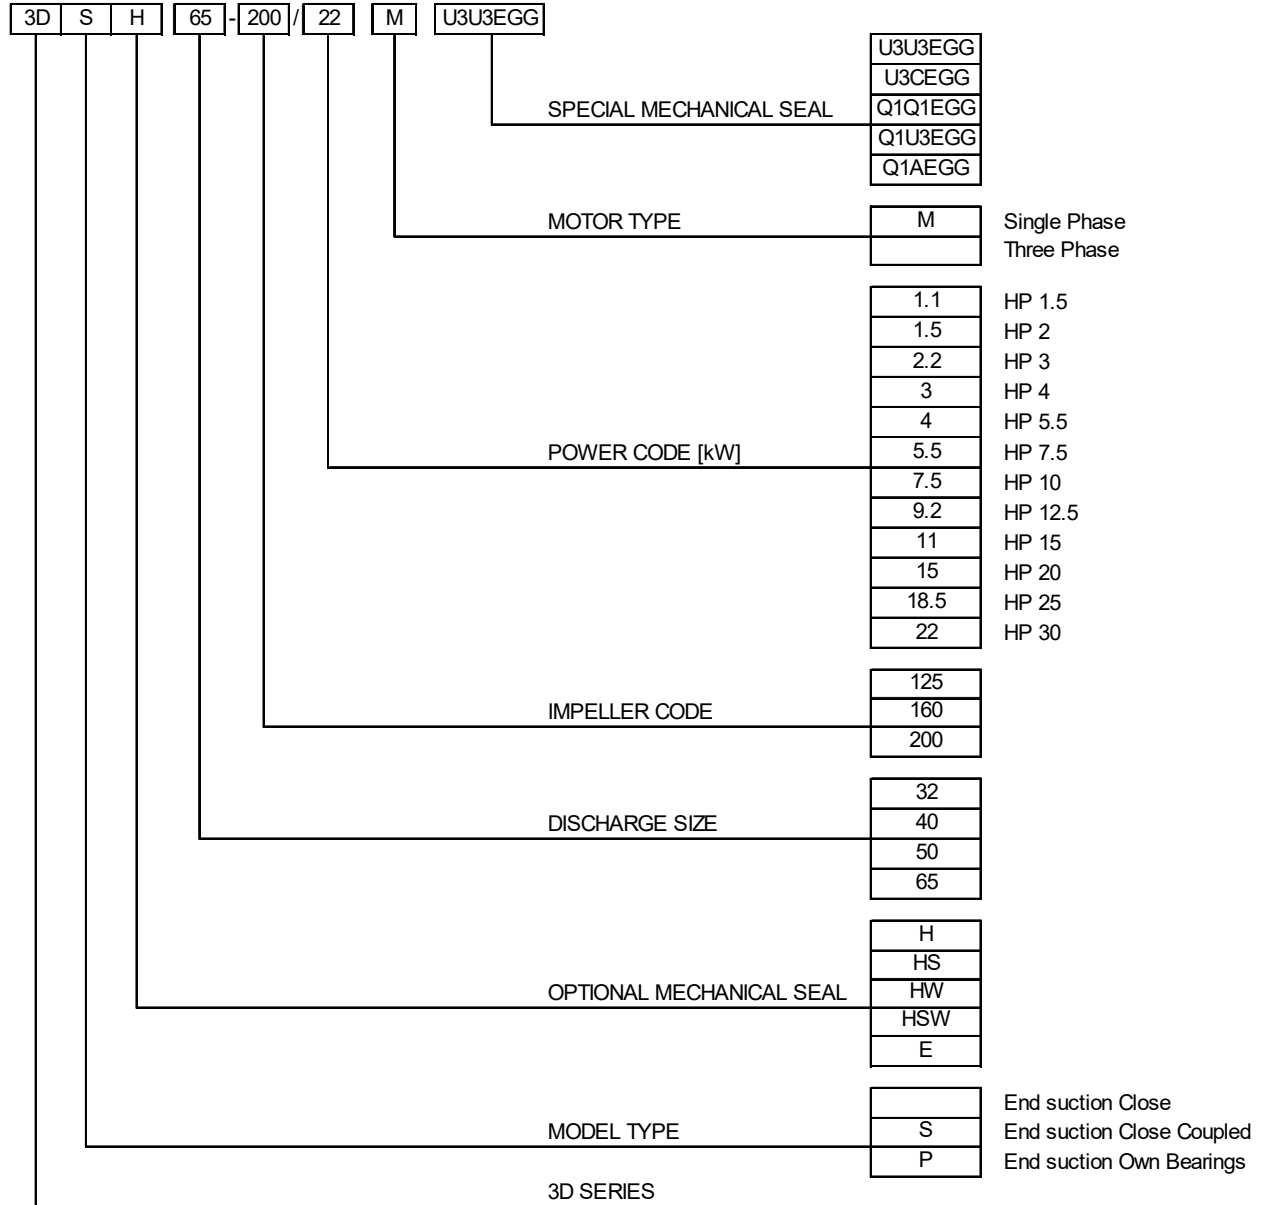 3D S H 65 - 200 / 22 M U3U3EGG
U3U3EGG
U3CEGG
SPECIAL MECHANICAL SEAL Q1Q1EGG
Q1U3EGG
Q1AEGG
MOTOR TYPE M Single Phase
Three Phase
1.1 HP 1.5
1.5 HP 2
2.2 HP 3
3 HP 4
4 HP 5.5
POWER CODE [kW] 5.5 HP 7.5
7.5 HP 10
9.2 HP 12.5
11 HP 15
15 HP 20
18.5 HP 25
22 HP 30
125
IMPELLER CODE 160
200
32
DISCHARGE SIZE 40
50
65
H
HS
OPTIONAL MECHANICAL SEAL HW
HSW
E
End suction Close
MODEL TYPE S End suction Close Coupled
P End suction Own Bearings
3D SERIES